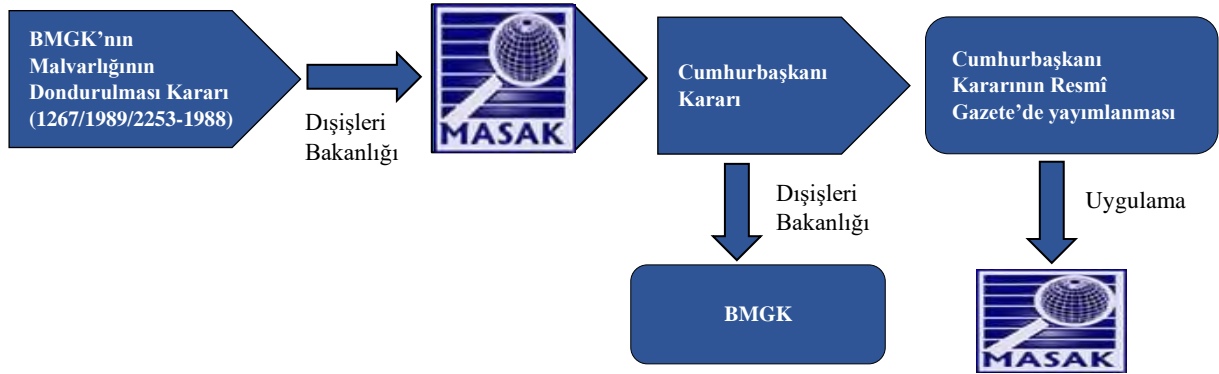 BMGK’nın
Malvarlığının
Dondurulması Kararı
(1267/1989/2253-1988)
Dışişleri
Bakanlığı
MASAK
Cumhurbaşkanı
Kararı
Cumhurbaşkanı
Kararının Resmî
Gazete’de yayımlanması
Dışişleri
Bakanlığı
Uygulama
BMGK
MASAK